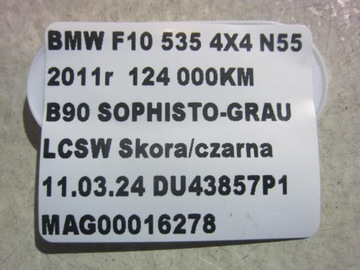 BMW F10 535 4X4 N55
2011r 124 000KM
B90 SOPHISTO-GRAU
LCSW Skora/czarna
11.03.24 DU43857P1
MAG00016278